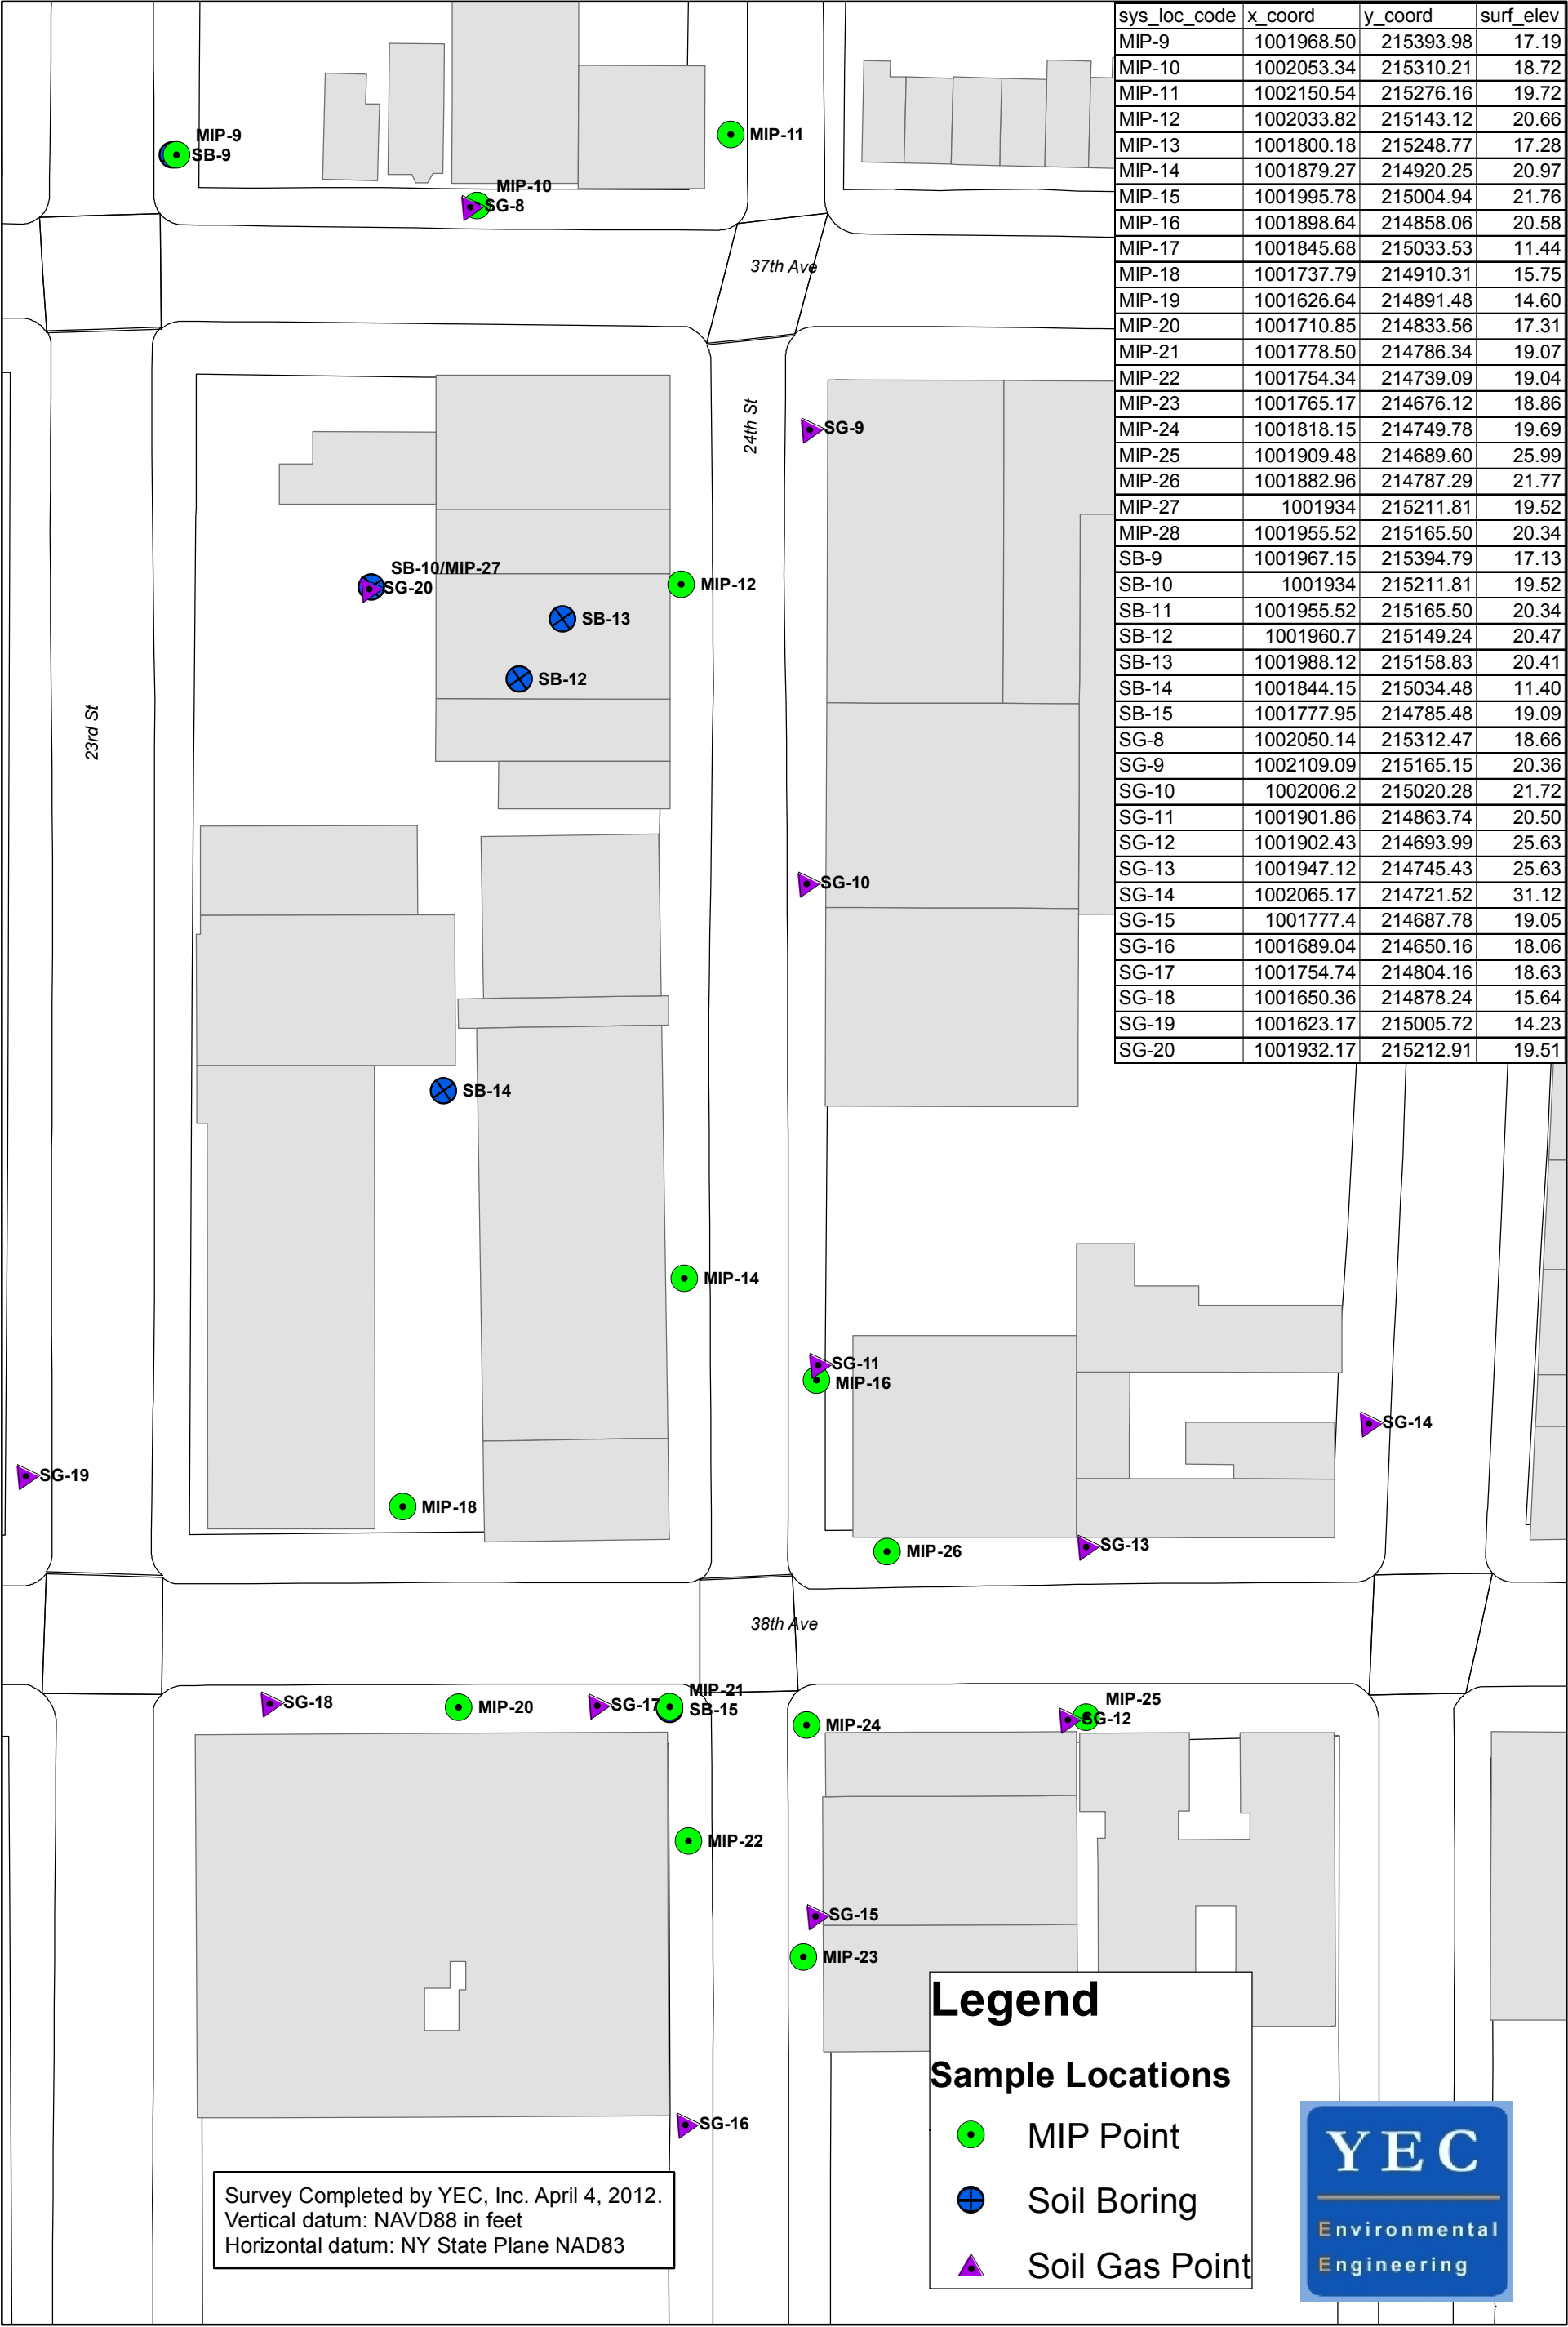 sys_loc_code x_coord y_coord surf_elev
MIP-9 1001968.50 215393.98 17.19
MIP-10 1002053.34 215310.21 18.72
MIP-11 1002150.54 215276.16 19.72
MIP-12 1002033.82 215143.12 20.66
MIP-13 1001800.18 215248.77 17.28
MIP-14 1001879.27 214920.25 20.97
MIP-15 1001995.78 215004.94 21.76
MIP-16 1001898.64 214858.06 20.58
MIP-17 1001845.68 215033.53 11.44
MIP-18 1001737.79 214910.31 15.75
MIP-19 1001626.64 214891.48 14.60
MIP-20 1001710.85 214833.56 17.31
MIP-21 1001778.50 214786.34 19.07
MIP-22 1001754.34 214739.09 19.04
MIP-23 1001765.17 214676.12 18.86
MIP-24 1001818.15 214749.78 19.69
MIP-25 1001909.48 214689.60 25.99
MIP-26 1001882.96 214787.29 21.77
MIP-27 1001934 215211.81 19.52
MIP-28 1001955.52 215165.50 20.34
SB-9 1001967.15 215394.79 17.13
SB-10 1001934 215211.81 19.52
SB-11 1001955.52 215165.50 20.34
SB-12 1001960.7 215149.24 20.47
SB-13 1001988.12 215158.83 20.41
SB-14 1001844.15 215034.48 11.40
SB-15 1001777.95 214785.48 19.09
SG-8 1002050.14 215312.47 18.66
SG-9 1002109.09 215165.15 20.36
SG-10 1002006.2 215020.28 21.72
SG-11 1001901.86 214863.74 20.50
SG-12 1001902.43 214693.99 25.63
SG-13 1001947.12 214745.43 25.63
SG-14 1002065.17 214721.52 31.12
SG-15 1001777.4 214687.78 19.05
SG-16 1001689.04 214650.16 18.06
SG-17 1001754.74 214804.16 18.63
SG-18 1001650.36 214878.24 15.64
SG-19 1001623.17 215005.72 14.23
SG-20 1001932.17 215212.91 19.51
MIP-9
SB-9
MIP-11
MIP-10
SG-8
37th Ave
24th St
SG-9
SB-10/MIP-27
SG-20
MIP-12
SB-13
SB-12
23rd St
SG-10
SB-14
MIP-14
SG-11
MIP-16
SG-14
SG-19
MIP-18
MIP-26
SG-13
38th Ave
SG-18
MIP-20
SG-17
MIP-21
SB-15
MIP-24
MIP-25
SG-12
MIP-22
SG-15
MIP-23
SG-16
Legend
Sample Locations
MIP Point
Soil Boring
Soil Gas Point
Survey Completed by YEC, Inc. April 4, 2012.
Vertical datum: NAVD88 in feet
Horizontal datum: NY State Plane NAD83
YEC
Environmental
Engineering